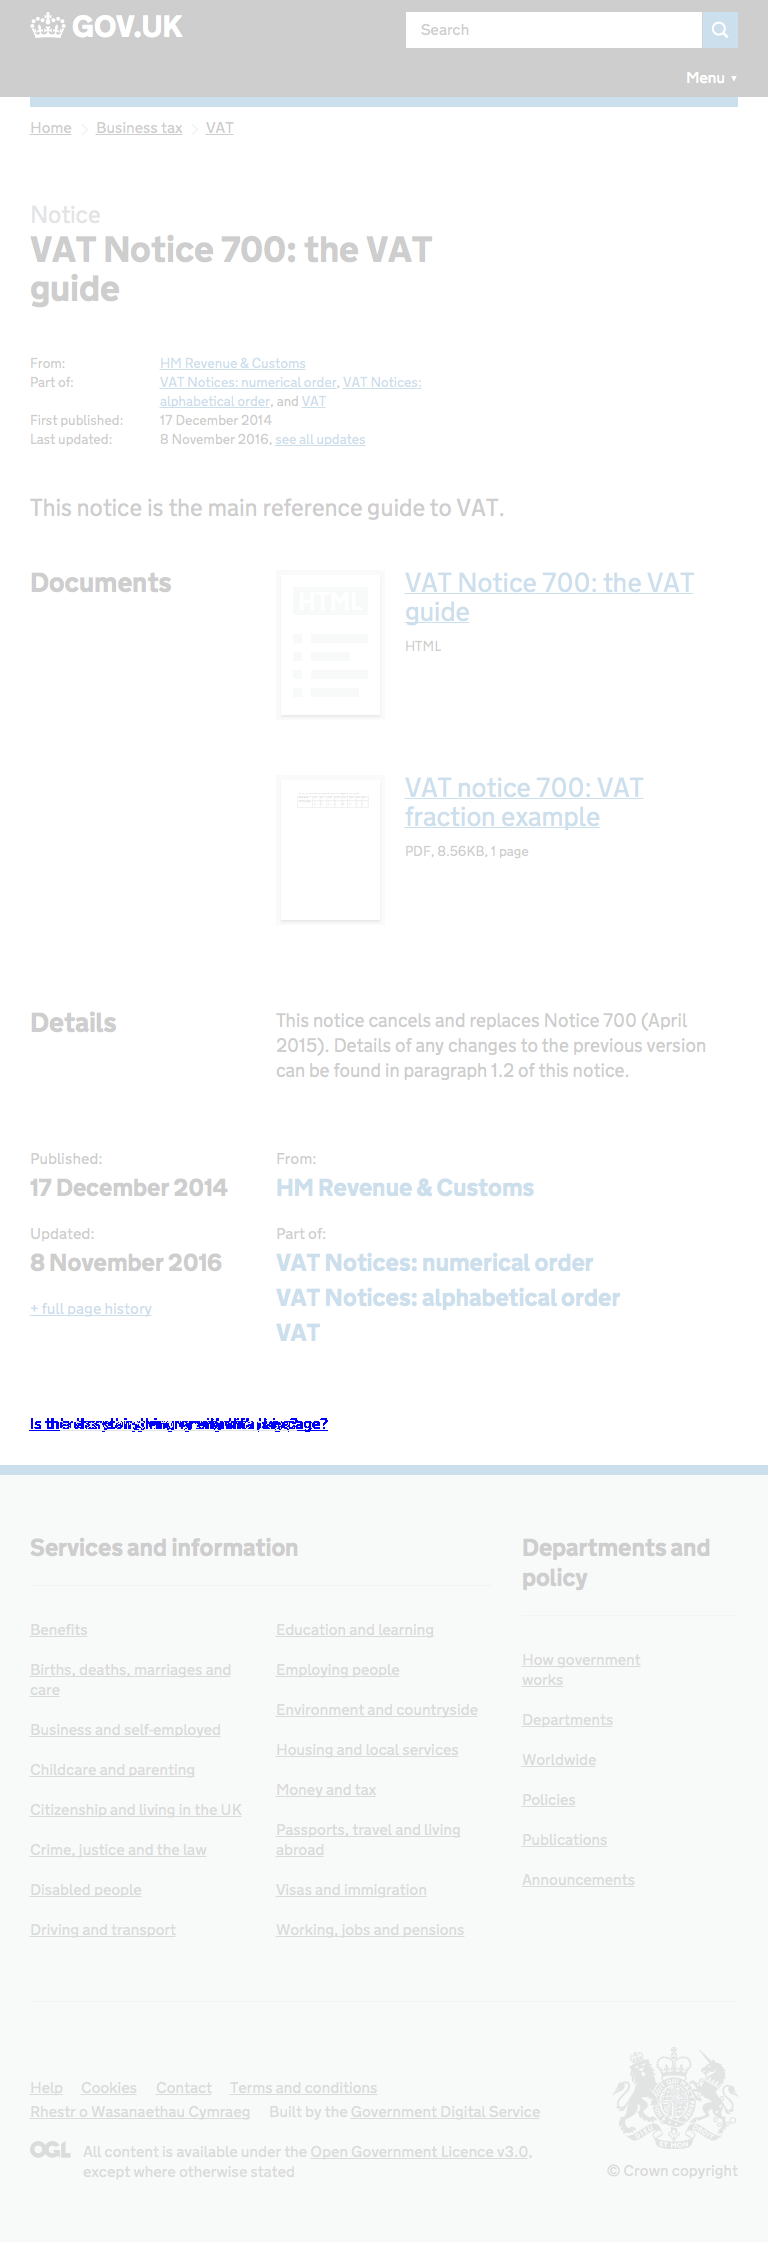 GOV.UK
Search
Menu ▼
Home Business tax VAT
Notice
VAT Notice 700: the VAT
guide
From: HM Revenue & Customs
Part of: VAT Notices: numerical order, VAT Notices:
alphabetical order, and VAT
First published: 17 December 2014
Last updated: 8 November 2016, see all updates
This notice is the main reference guide to VAT.
Documents
HTML
VAT Notice 700: the VAT
guide
HTML
VAT notice 700: VAT
fraction example
PDF, 8.56KB, 1 page
Details
This notice cancels and replaces Notice 700 (April
2015). Details of any changes to the previous version
can be found in paragraph 1.2 of this notice.
Published:
17 December 2014
Updated:
8 November 2016
+ full page history
From:
HM Revenue & Customs
Part of:
VAT Notices: numerical order
VAT Notices: alphabetical order
VAT
Services and information
Benefits
Births, deaths, marriages and
care
Business and self-employed
Childcare and parenting
Citizenship and living in the UK
Crime, justice and the law
Disabled people
Driving and transport
Education and learning
Employing people
Environment and countryside
Housing and local services
Money and tax
Passports, travel and living
abroad
Visas and immigration
Working, jobs and pensions
Departments and
policy
How government
works
Departments
Worldwide
Policies
Publications
Announcements
Help Cookies Contact Terms and conditions
Rhestr o Wasanaethau Cymraeg Built by the Government Digital Service
OGL All content is available under the Open Government Licence v3.0,
except where otherwise stated
© Crown copyright